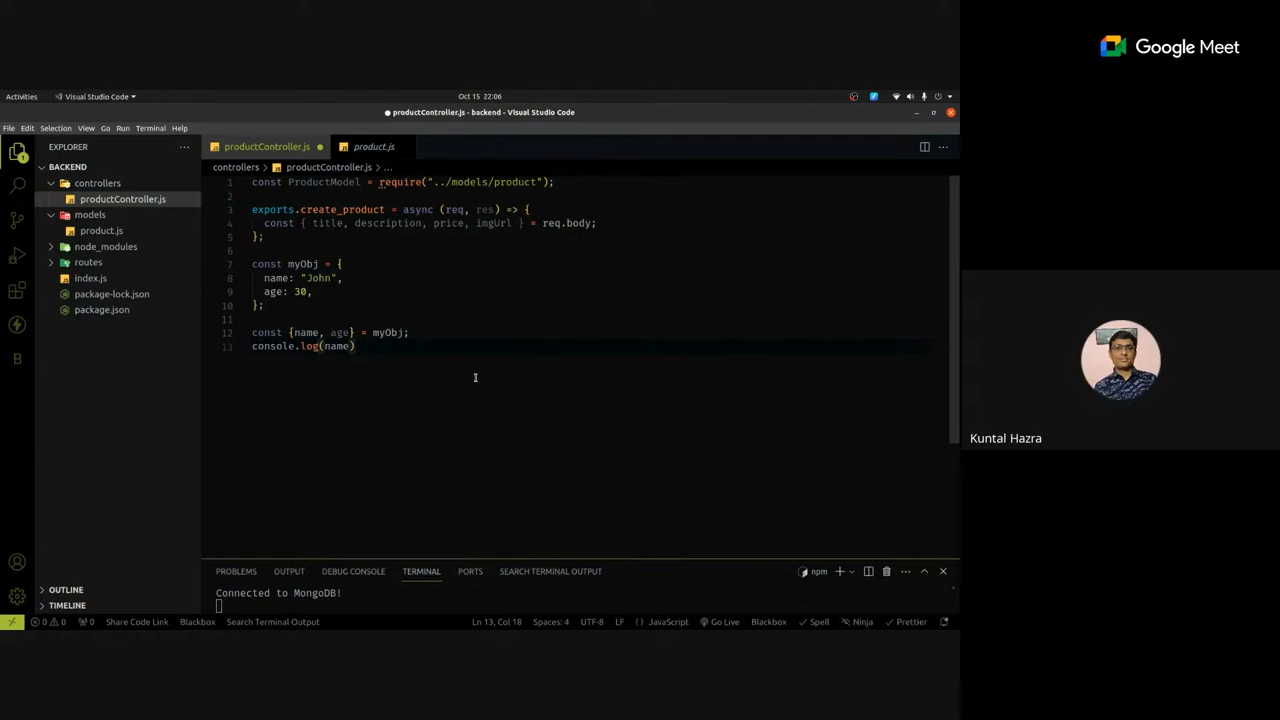 Google Meet
Activities
Visual Studio Code
Oct 15 22:06
productController.js - backend - Visual Studio Code
File Edit Selection View Go Run Terminal Help
EXPLORER
productController.js
product.js
BACKEND
controllers > productController.js > ...
controllers
productController.js
models
product.js
node_modules
routes
index.js
package-lock.json
package.json
1 const ProductModel = require("../models/product");
2
3 exports.create_product = async (req, res) => {
4 const { title, description, price, imgUrl } = req.body;
5 };
6
7 const myObj = {
8 name: "John",
9 age: 30,
10 };
11
12 const {name, age} = myObj;
13 console.log(name)
Kuntal Hazra
OUTLINE
TIMELINE
PROBLEMS OUTPUT DEBUG CONSOLE TERMINAL PORTS SEARCH TERMINAL OUTPUT
npm
Connected to MongoDB!
0 0 0 Share Code Link Blackbox Search Terminal Output
Ln 13, Col 18 Spaces: 4 UTF-8 LF { } JavaScript Go Live Blackbox Spell Ninja Prettier